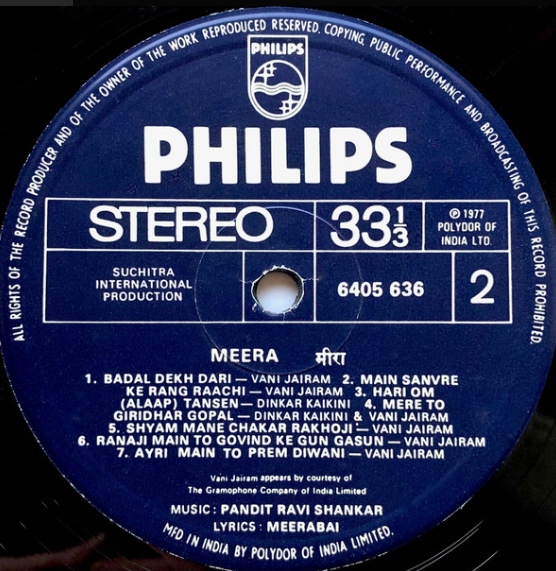 ALL RIGHTS OF THE RECORD PRODUCER AND OF THE OWNER OF THE WORK REPRODUCED RESERVED. COPYING, PUBLIC PERFORMANCE AND BROADCASTING OF THIS RECORD PROHIBITED.
PHILIPS
PHILIPS
STEREO
33⅓
℗ 1977
POLYDOR OF
INDIA LTD.
SUCHITRA
INTERNATIONAL
PRODUCTION
6405 636
2
MEERA मीरा
1. BADAL DEKH DARI — VANI JAIRAM 2. MAIN SANVRE
KE RANG RAACHI — VANI JAIRAM 3. HARI OM
(ALAAP) TANSEN — DINKAR KAIKINI 4. MERE TO
GIRIDHAR GOPAL — DINKAR KAIKINI & VANI JAIRAM
5. SHYAM MANE CHAKAR RAKHOJI — VANI JAIRAM
6. RANAJI MAIN TO GOVIND KE GUN GASUN — VANI JAIRAM
7. AYRI MAIN TO PREM DIWANI — VANI JAIRAM
Vani Jairam appears by courtesy of
The Gramophone Company of India Limited
MUSIC : PANDIT RAVI SHANKAR
LYRICS : MEERABAI
MFD IN INDIA BY POLYDOR OF INDIA LIMITED.